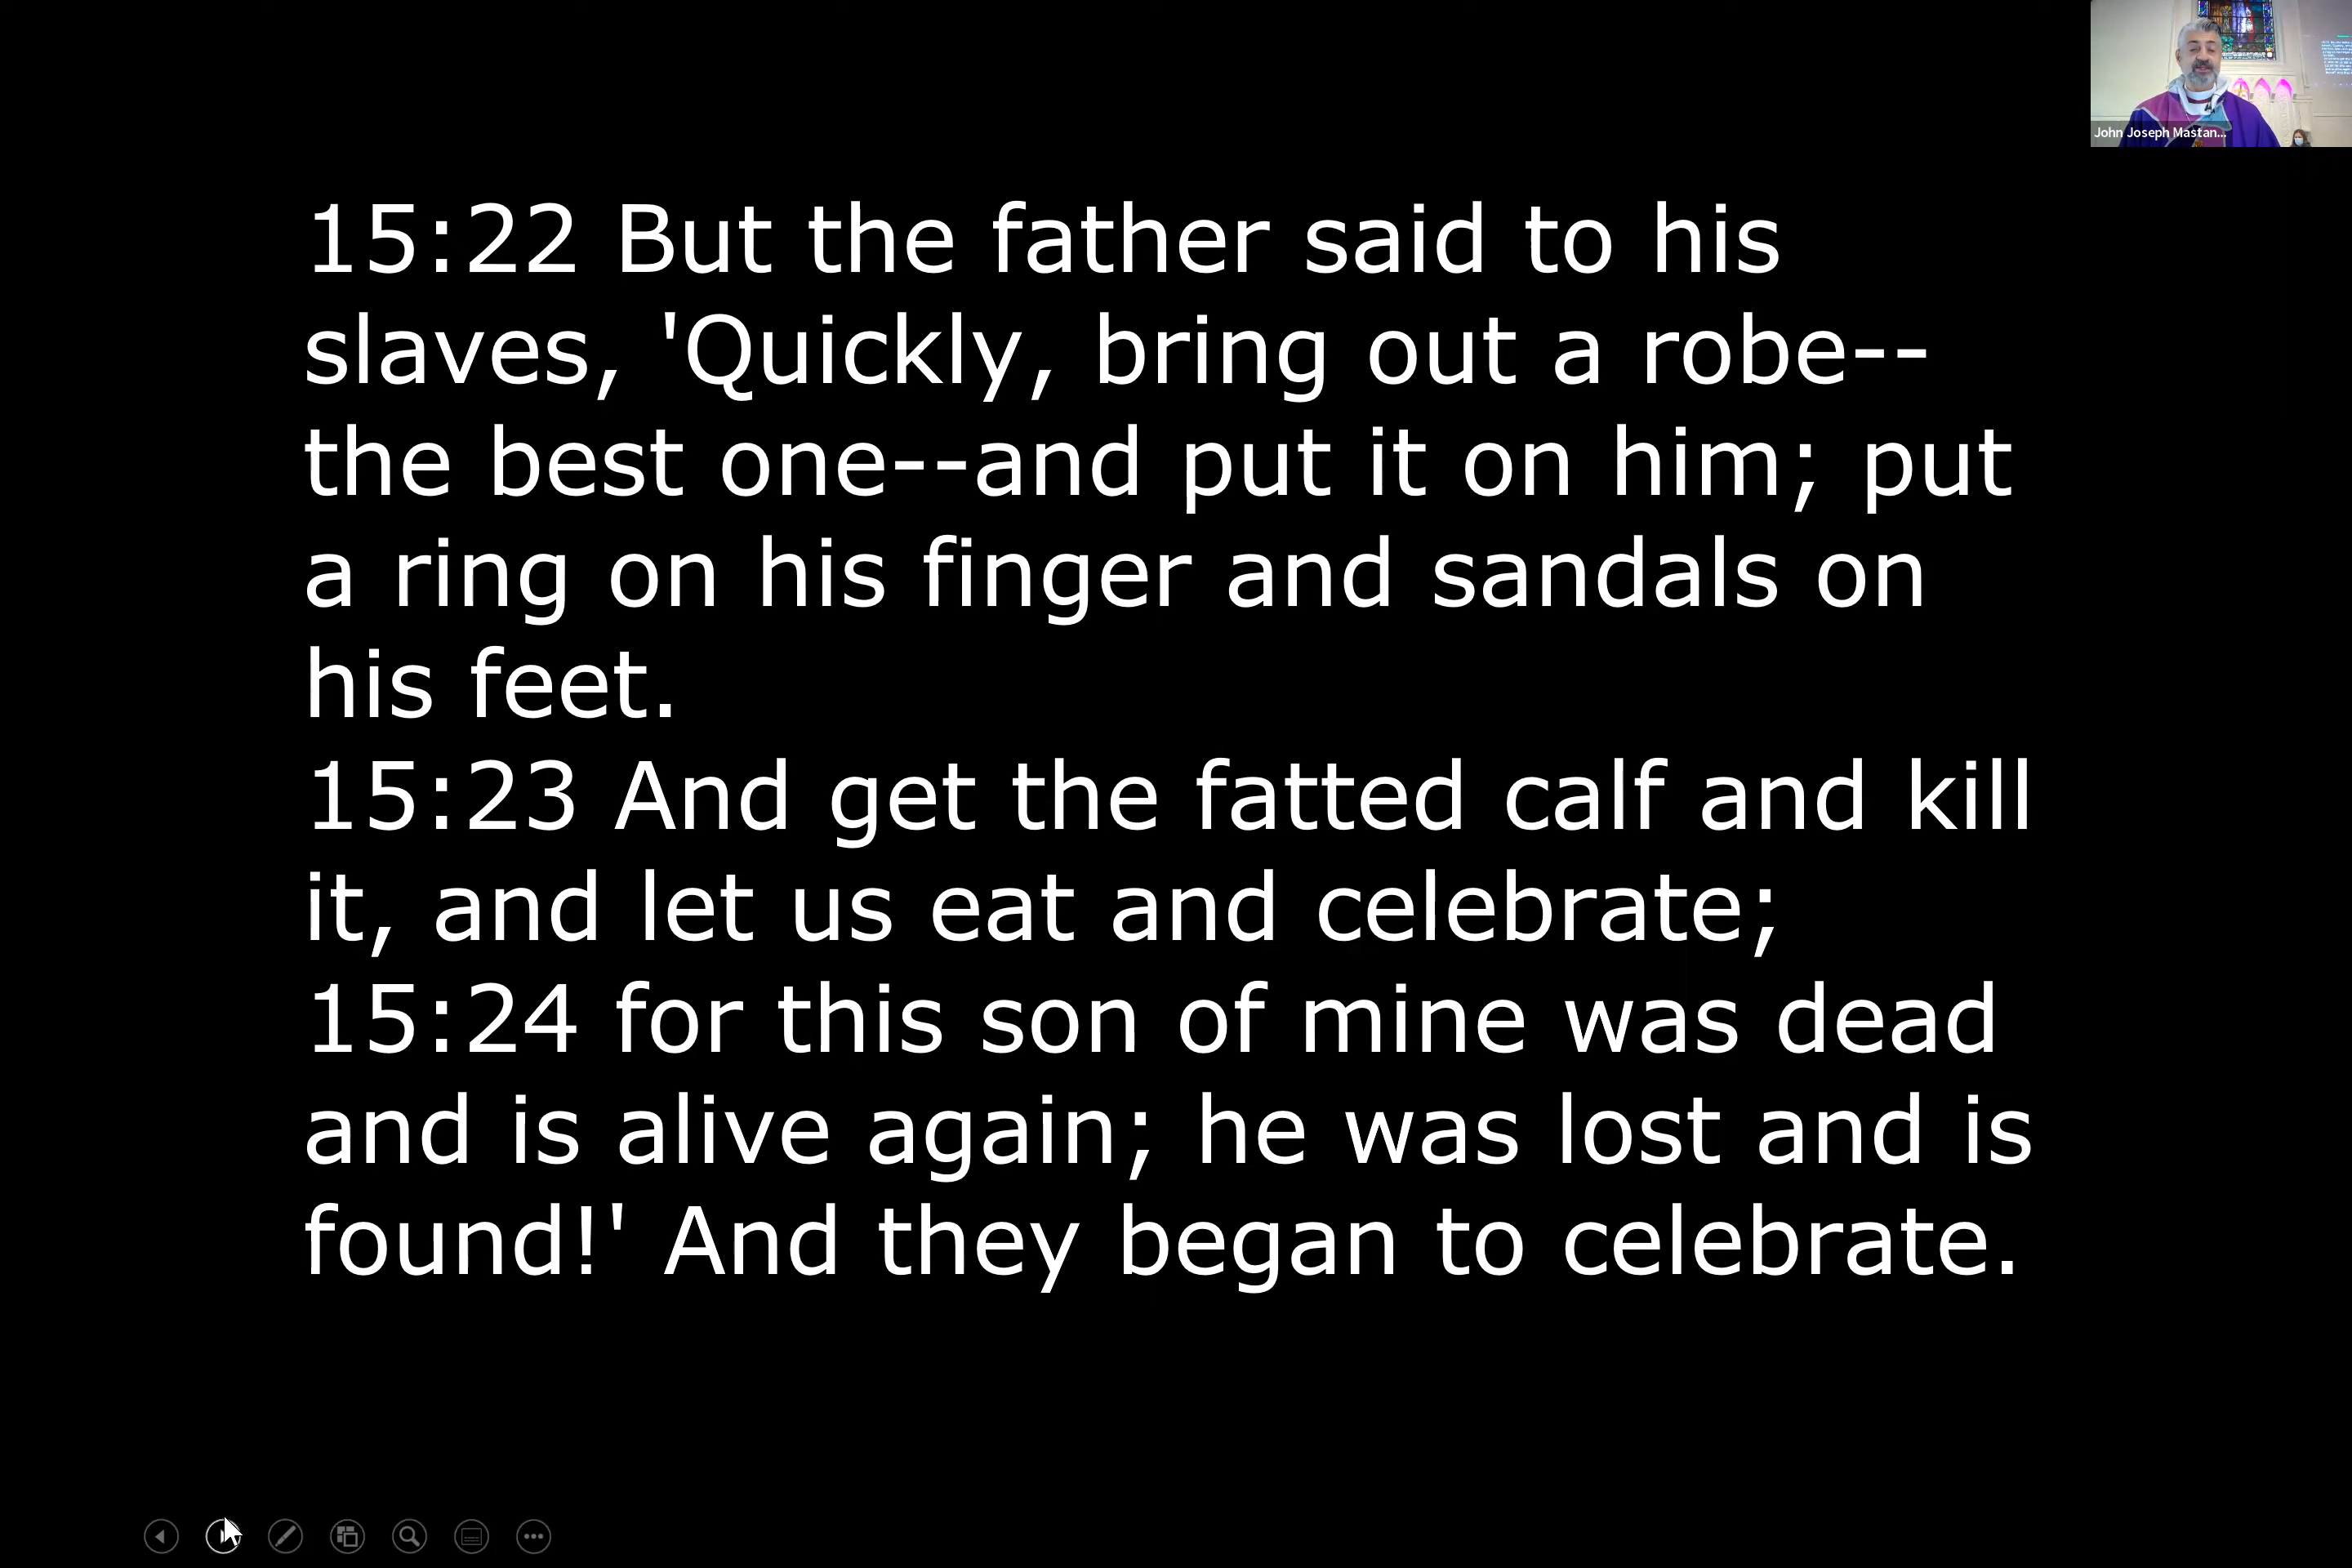 John Joseph Mastan...
15:22 But the father said to his
slaves, 'Quickly, bring out a robe--
the best one--and put it on him; put
a ring on his finger and sandals on
his feet.
15:23 And get the fatted calf and kill
it, and let us eat and celebrate;
15:24 for this son of mine was dead
and is alive again; he was lost and is
found!' And they began to celebrate.